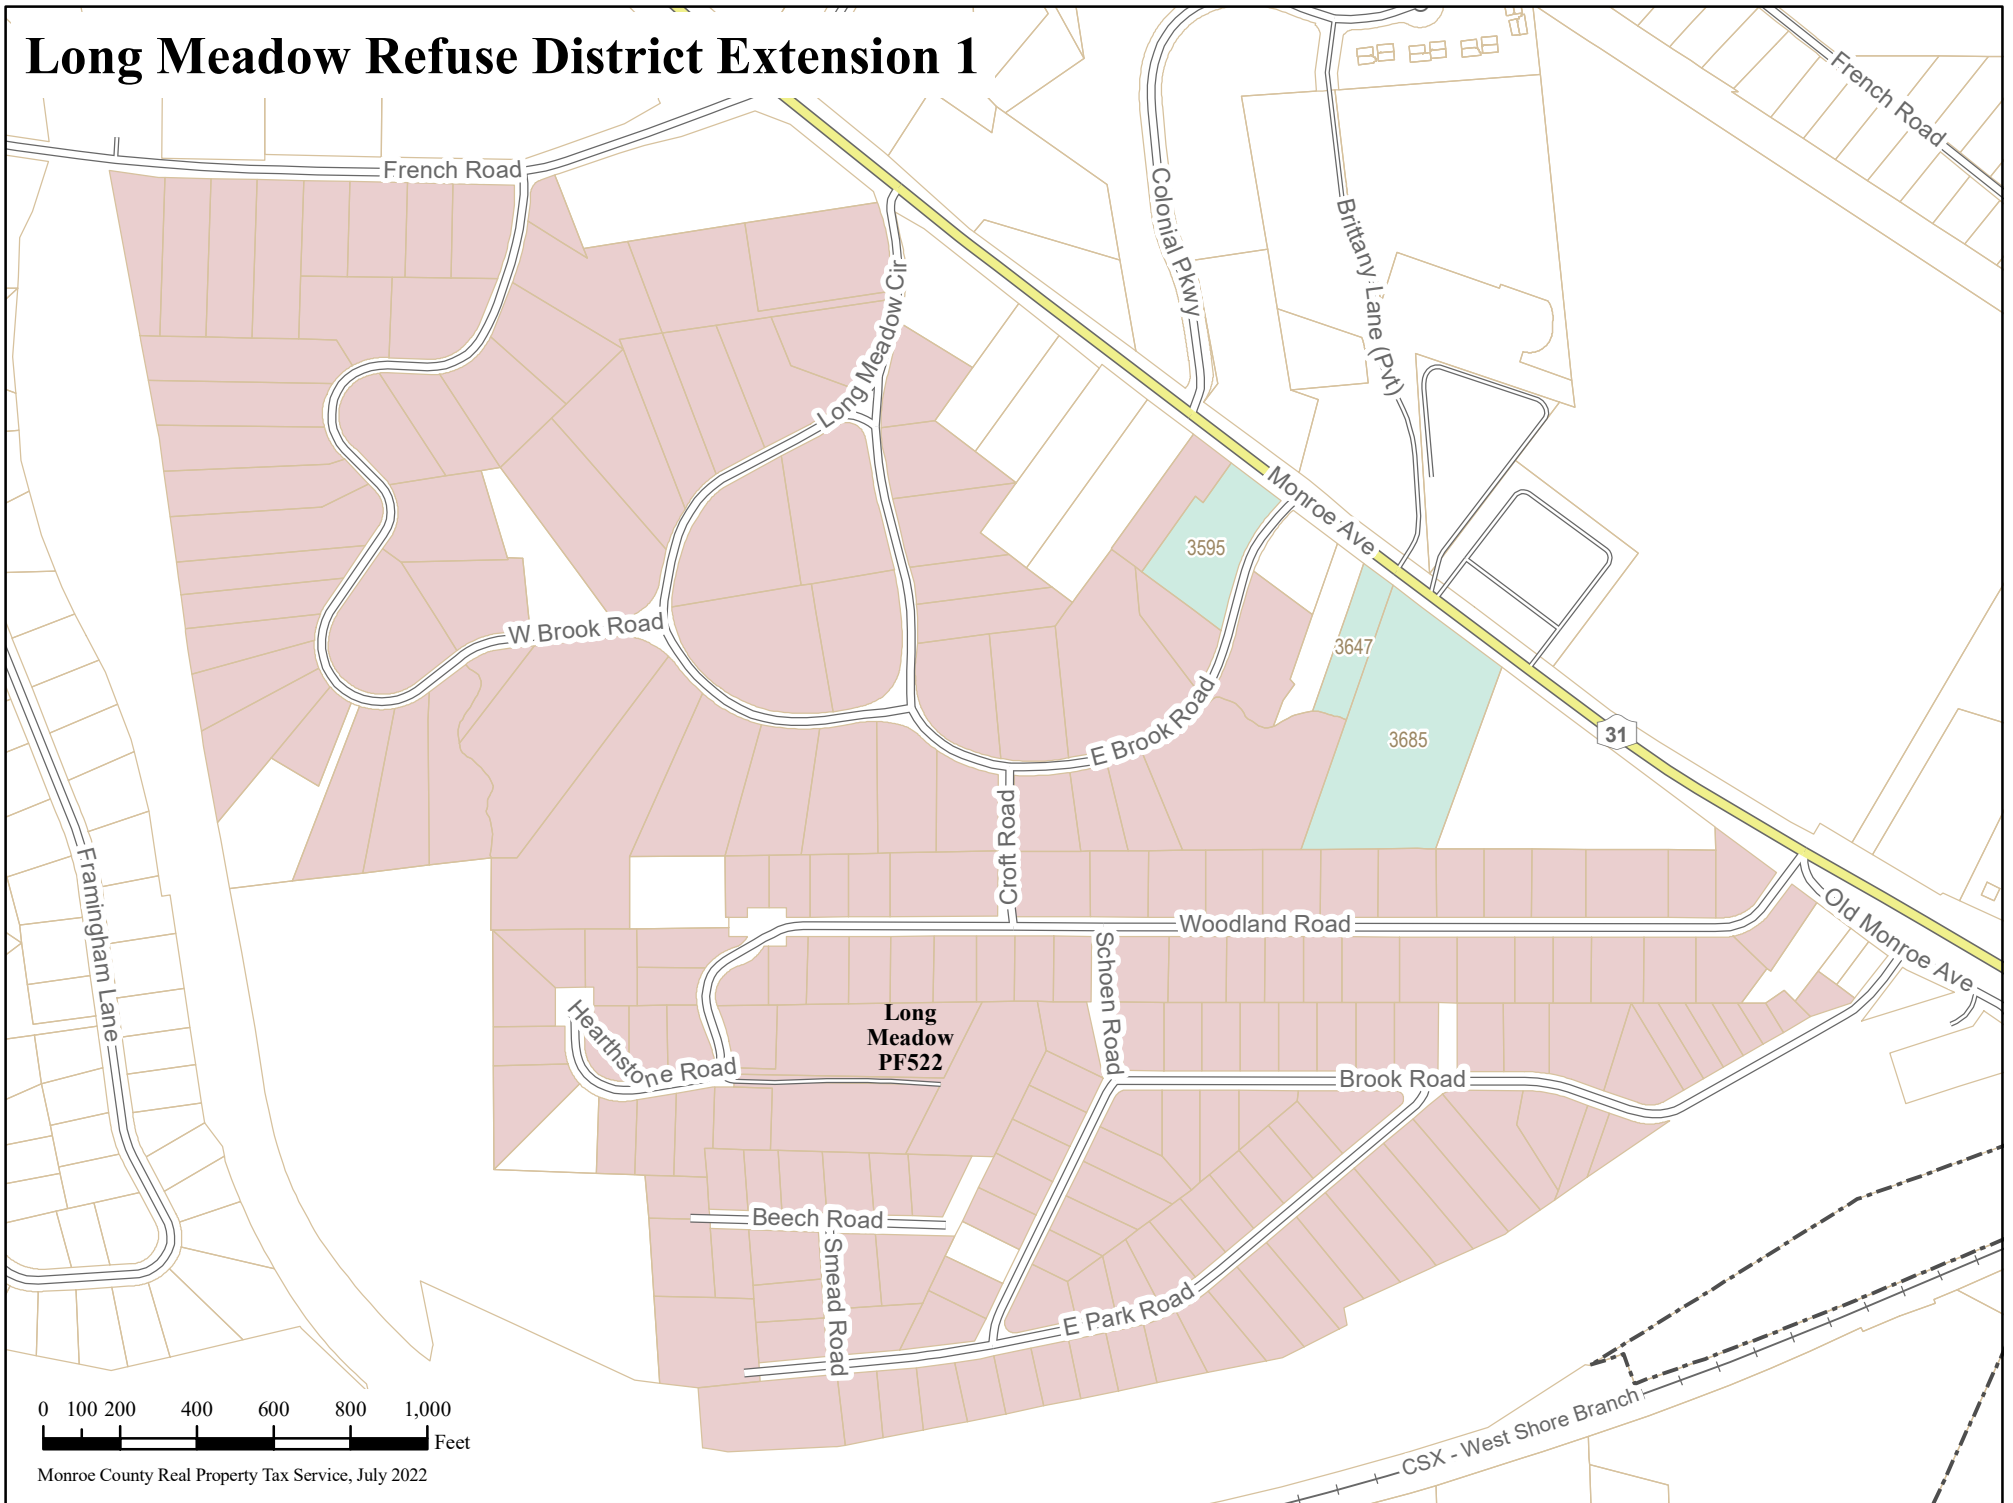 Long Meadow Refuse District Extension 1
French Road
French Road
Colonial Pkwy
Brittany Lane (Pvt)
Long Meadow Cir
Monroe Ave
3595
W Brook Road
3647
E Brook Road
3685
31
Croft Road
Framingham Lane
Woodland Road
Old Monroe Ave
Schoen Road
Hearthstone Road
Long
Meadow
PF522
Brook Road
Beech Road
Smead Road
E Park Road
CSX - West Shore Branch
0 100 200 400 600 800 1,000
Feet
Monroe County Real Property Tax Service, July 2022